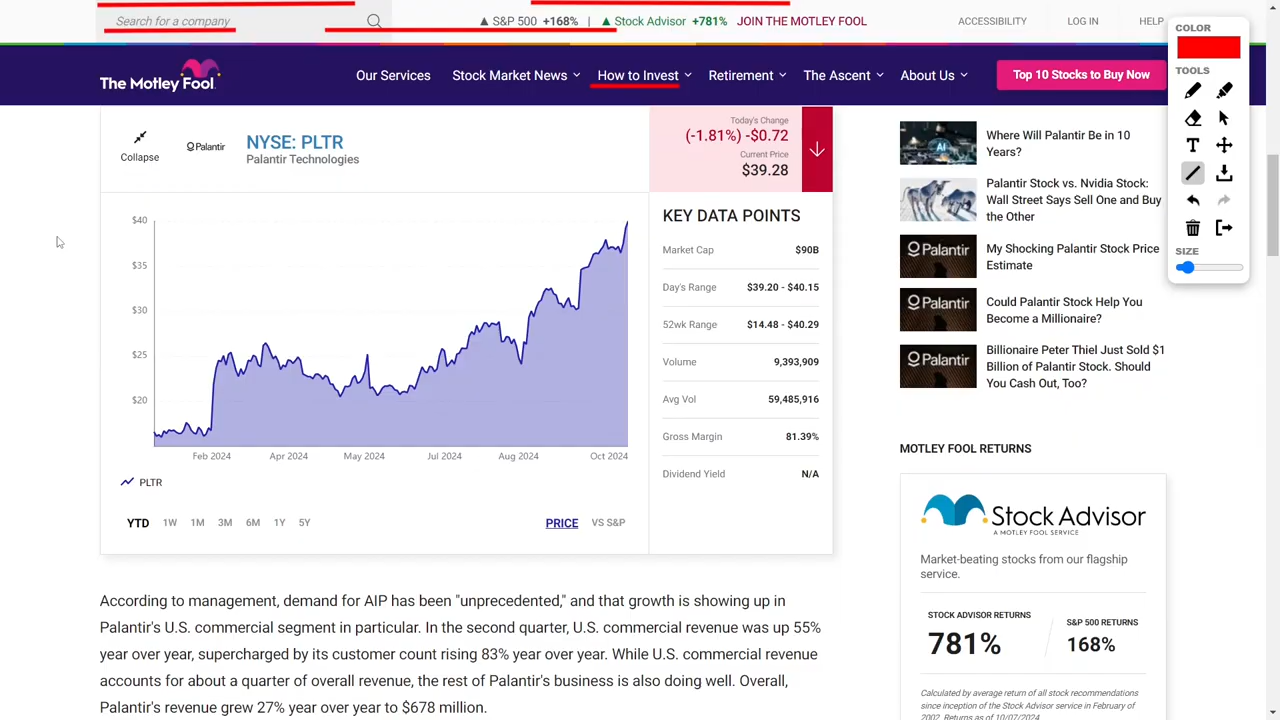 Search for a company
▲ S&P 500 +168% | ▲ Stock Advisor +781% JOIN THE MOTLEY FOOL
ACCESSIBILITY LOG IN HELP
The Motley Fool
Our Services Stock Market News How to Invest Retirement The Ascent About Us Top 10 Stocks to Buy Now
COLOR
TOOLS
T
SIZE
Collapse
Palantir
NYSE: PLTR
Palantir Technologies
Today's Change
(-1.81%) -$0.72
Current Price
$39.28
$40
$35
$30
$25
$20
Feb 2024 Apr 2024 May 2024 Jul 2024 Aug 2024 Oct 2024
PLTR
YTD 1W 1M 3M 6M 1Y 5Y
PRICE VS S&P
KEY DATA POINTS
Market Cap $90B
Day's Range $39.20 - $40.15
52wk Range $14.48 - $40.29
Volume 9,393,909
Avg Vol 59,485,916
Gross Margin 81.39%
Dividend Yield N/A
According to management, demand for AIP has been "unprecedented," and that growth is showing up in
Palantir's U.S. commercial segment in particular. In the second quarter, U.S. commercial revenue was up 55%
year over year, supercharged by its customer count rising 83% year over year. While U.S. commercial revenue
accounts for about a quarter of overall revenue, the rest of Palantir's business is also doing well. Overall,
Palantir's revenue grew 27% year over year to $678 million.
AI
Where Will Palantir Be in 10
Years?
Palantir Stock vs. Nvidia Stock:
Wall Street Says Sell One and Buy
the Other
Palantir
My Shocking Palantir Stock Price
Estimate
Palantir
Could Palantir Stock Help You
Become a Millionaire?
Palantir
Billionaire Peter Thiel Just Sold $1
Billion of Palantir Stock. Should
You Cash Out, Too?
MOTLEY FOOL RETURNS
Stock Advisor
A MOTLEY FOOL SERVICE
Market-beating stocks from our flagship
service.
STOCK ADVISOR RETURNS
781%
S&P 500 RETURNS
168%
Calculated by average return of all stock recommendations
since inception of the Stock Advisor service in February of
2002. Returns as of 10/07/2024.